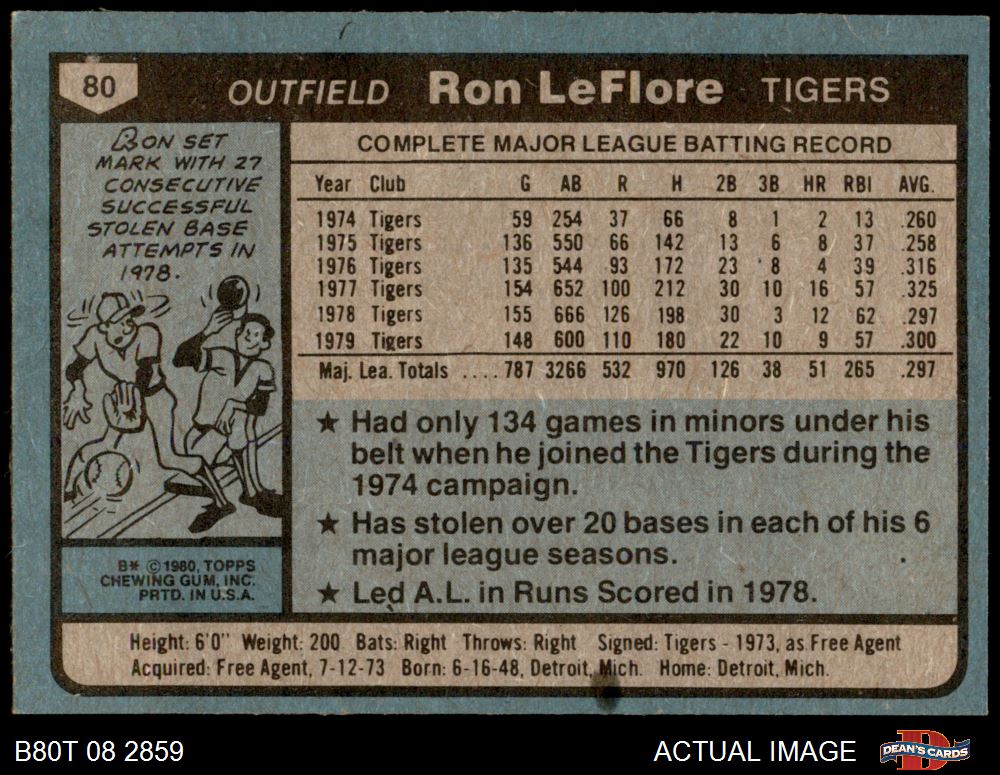 80 OUTFIELD Ron LeFlore TIGERS
RON SET
MARK WITH 27
CONSECUTIVE
SUCCESSFUL
STOLEN BASE
ATTEMPTS IN
1978.
B* © 1980, TOPPS
CHEWING GUM, INC.
PRTD. IN U.S.A.
COMPLETE MAJOR LEAGUE BATTING RECORD
Year Club G AB R H 2B 3B HR RBI AVG.
1974 Tigers 59 254 37 66 8 1 2 13 .260
1975 Tigers 136 550 66 142 13 6 8 37 .258
1976 Tigers 135 544 93 172 23 8 4 39 .316
1977 Tigers 154 652 100 212 30 10 16 57 .325
1978 Tigers 155 666 126 198 30 3 12 62 .297
1979 Tigers 148 600 110 180 22 10 9 57 .300
Maj. Lea. Totals .... 787 3266 532 970 126 38 51 265 .297
★ Had only 134 games in minors under his
belt when he joined the Tigers during the
1974 campaign.
★ Has stolen over 20 bases in each of his 6
major league seasons.
★ Led A.L. in Runs Scored in 1978.
Height: 6'0" Weight: 200 Bats: Right Throws: Right Signed: Tigers - 1973, as Free Agent
Acquired: Free Agent, 7-12-73 Born: 6-16-48, Detroit, Mich. Home: Detroit, Mich.
B80T 08 2859 ACTUAL IMAGE DEAN'S CARDS